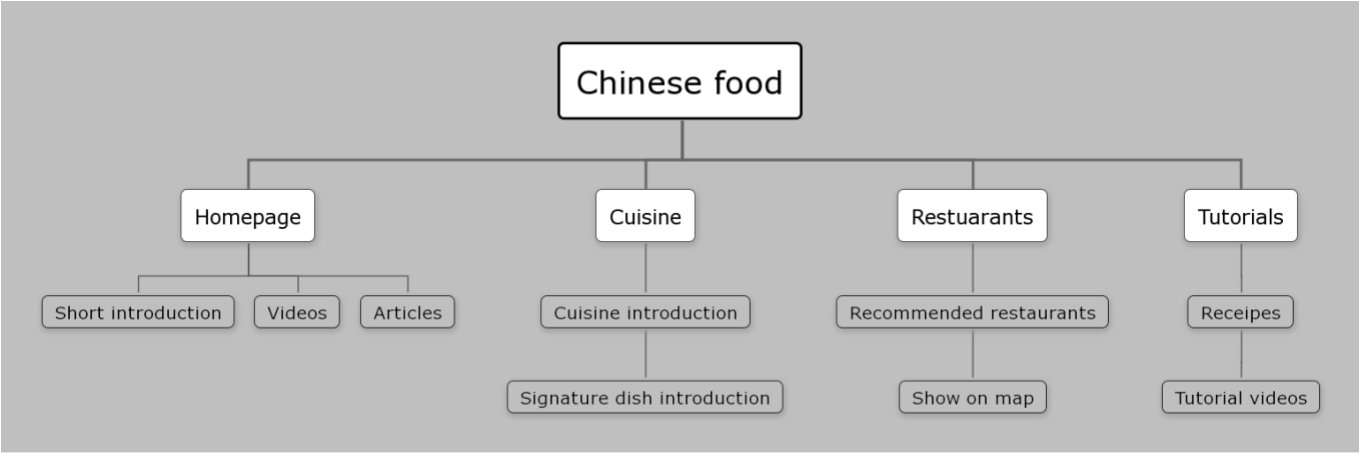 Chinese food
Homepage
Cuisine
Restuarants
Tutorials
Short introduction
Videos
Articles
Cuisine introduction
Recommended restaurants
Receipes
Signature dish introduction
Show on map
Tutorial videos